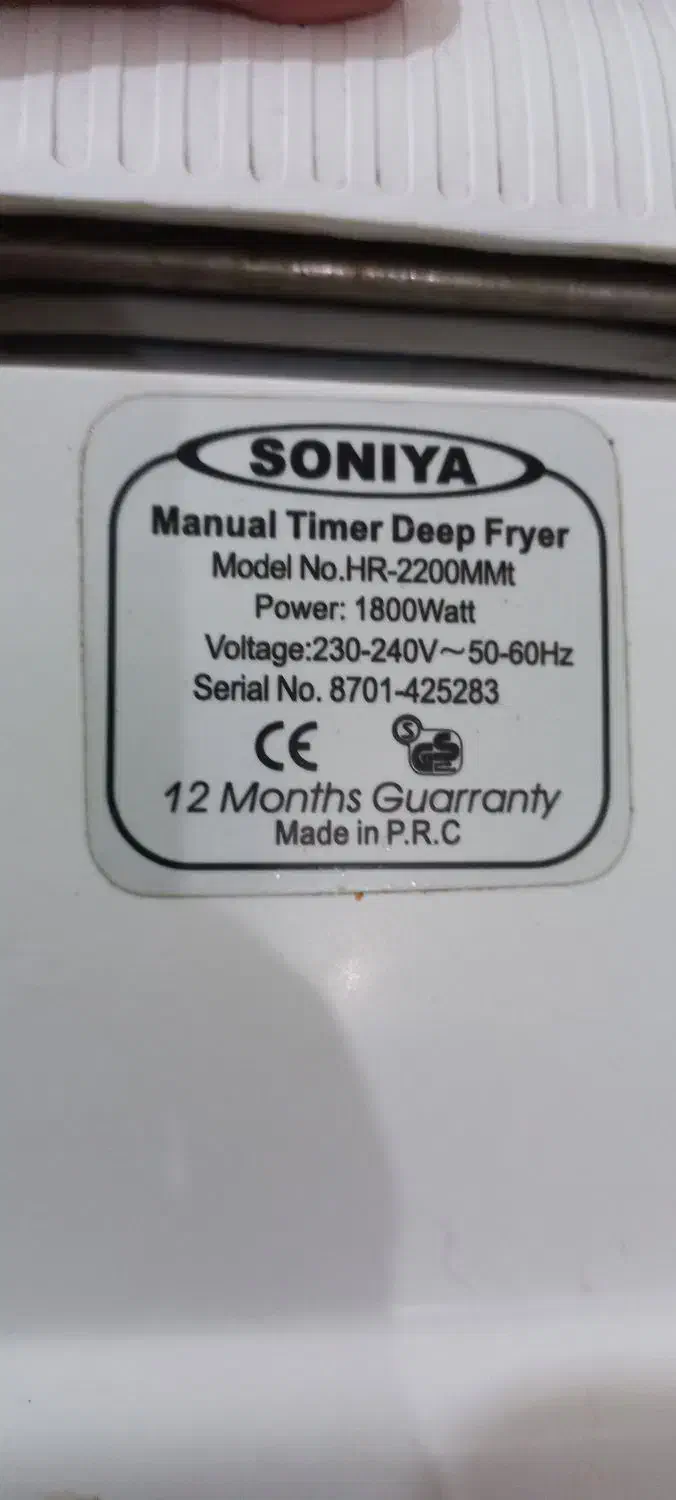 SONIYA
Manual Timer Deep Fryer
Model No.HR-2200MMt
Power: 1800Watt
Voltage:230-240V~50-60Hz
Serial No. 8701-425283
CE S GS
12 Months Guarranty
Made in P.R.C